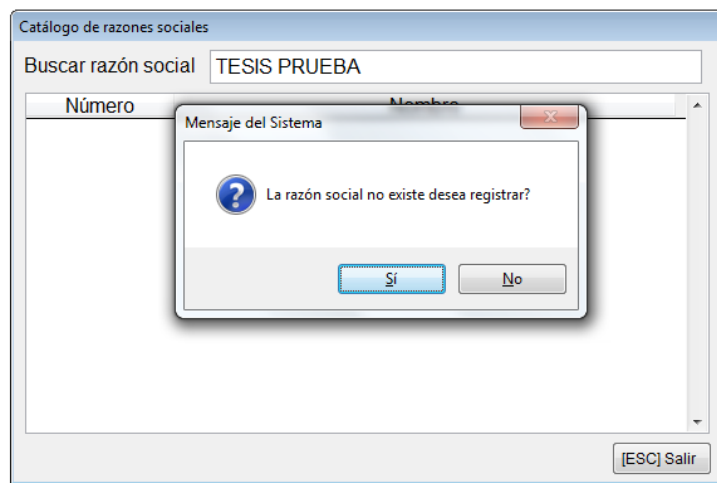 Catálogo de razones sociales
Buscar razón social TESIS PRUEBA
Número Nombre
Mensaje del Sistema
La razón social no existe desea registrar?
Sí No
[ESC] Salir